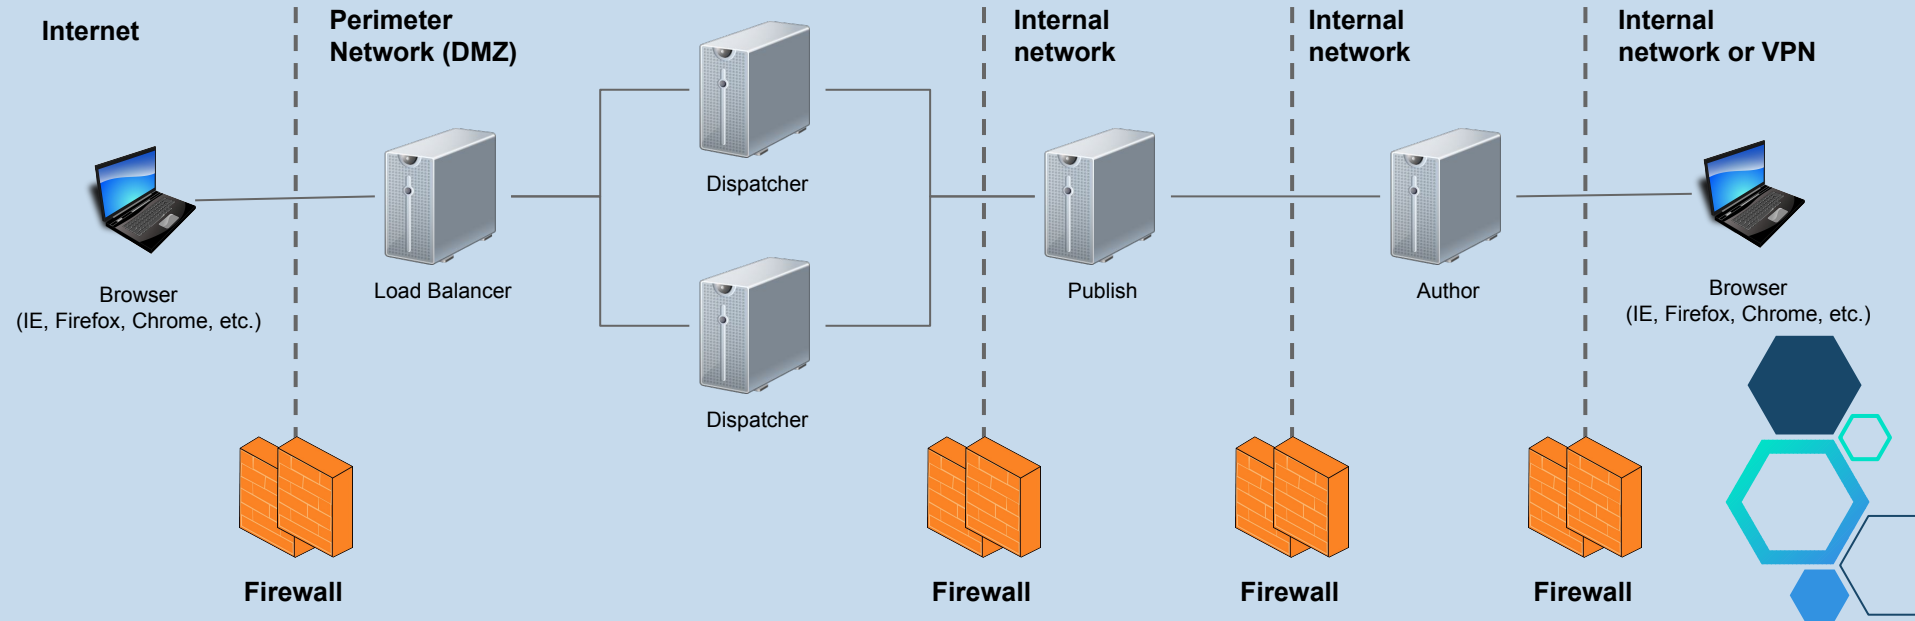 Internet
Perimeter
Network (DMZ)
Internal
network
Internal
network
Internal
network or VPN
Dispatcher
Browser
(IE, Firefox, Chrome, etc.)
Load Balancer
Publish
Author
Browser
(IE, Firefox, Chrome, etc.)
Dispatcher
Firewall
Firewall
Firewall
Firewall